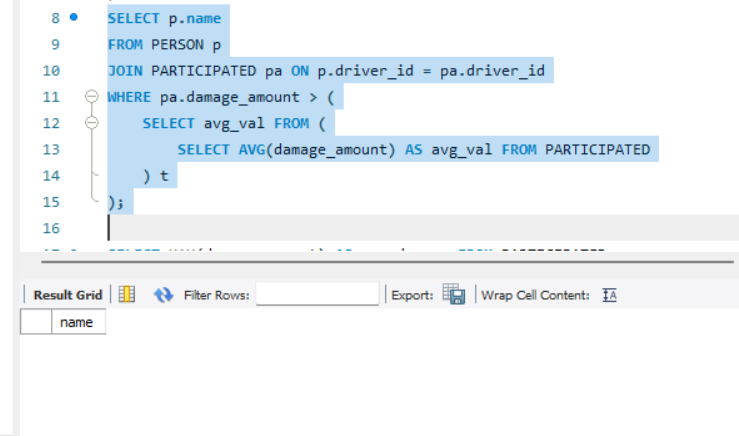 8 SELECT p.name
9 FROM PERSON p
10 JOIN PARTICIPATED pa ON p.driver_id = pa.driver_id
11 WHERE pa.damage_amount > (
12 SELECT avg_val FROM (
13 SELECT AVG(damage_amount) AS avg_val FROM PARTICIPATED
14 ) t
15 );
16
Result Grid Filter Rows: Export: Wrap Cell Content: IA
name